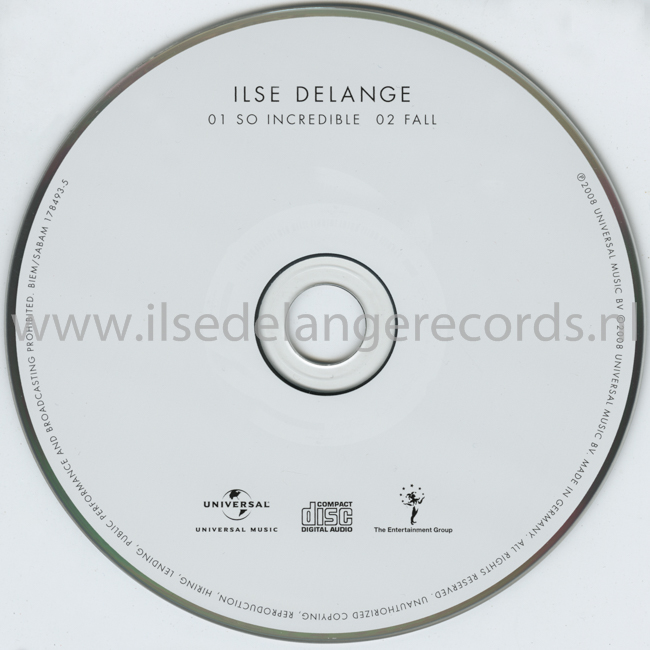 ILSE DELANGE
01 SO INCREDIBLE  02 FALL
℗2008 UNIVERSAL MUSIC BV ©2008 UNIVERSAL MUSIC BV. MADE IN GERMANY. ALL RIGHTS RESERVED. UNAUTHORIZED COPYING, REPRODUCTION, HIRING, LENDING, PUBLIC PERFORMANCE AND BROADCASTING PROHIBITED. BIEM/SABAM 178493-5
www.ilsedelangerecords.nl
UNIVERSAL
UNIVERSAL MUSIC
COMPACT
disc
DIGITAL AUDIO
The Entertainment Group